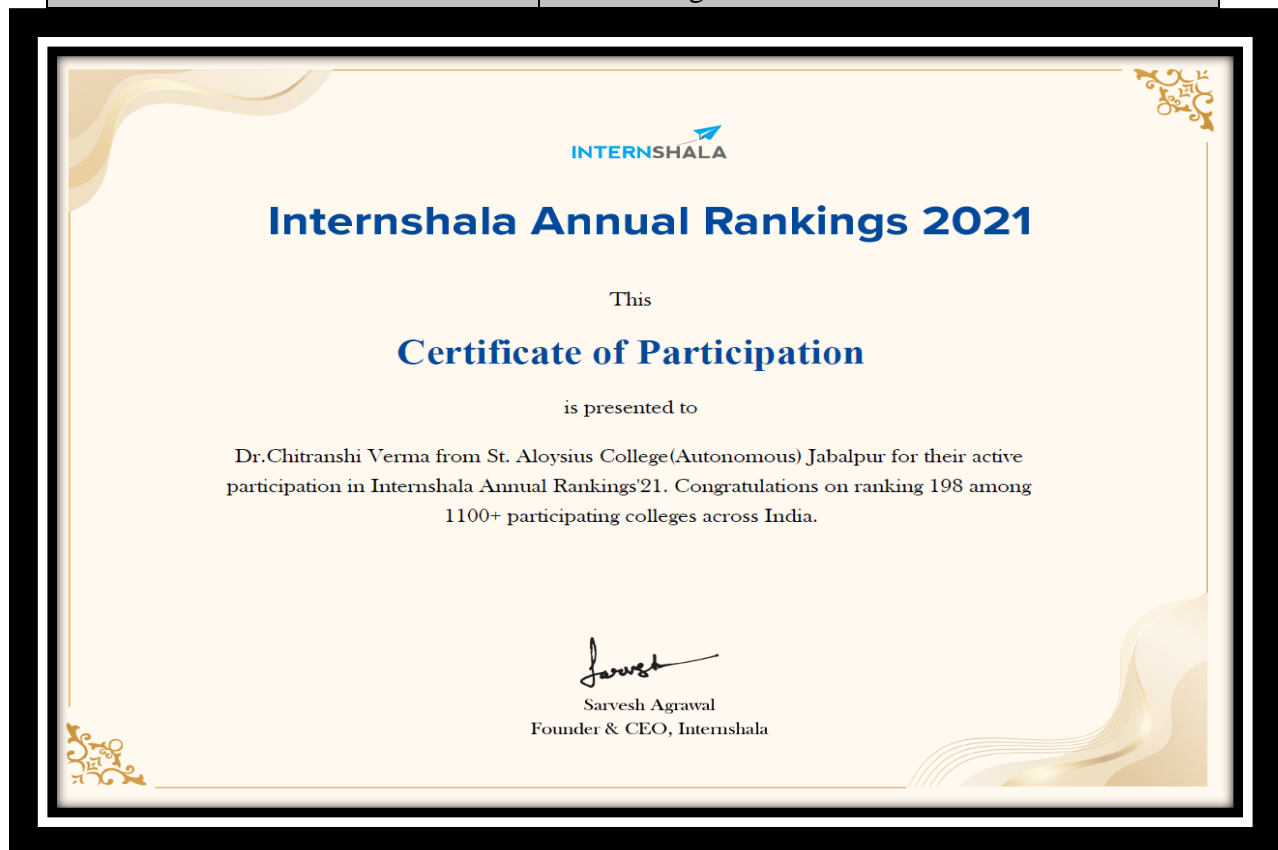 INTERNSHALA
Internshala Annual Rankings 2021
This
Certificate of Participation
is presented to
Dr.Chitranshi Verma from St. Aloysius College(Autonomous) Jabalpur for their active
participation in Internshala Annual Rankings'21. Congratulations on ranking 198 among
1100+ participating colleges across India.
Sarvesh
Sarvesh Agrawal
Founder & CEO, Internshala